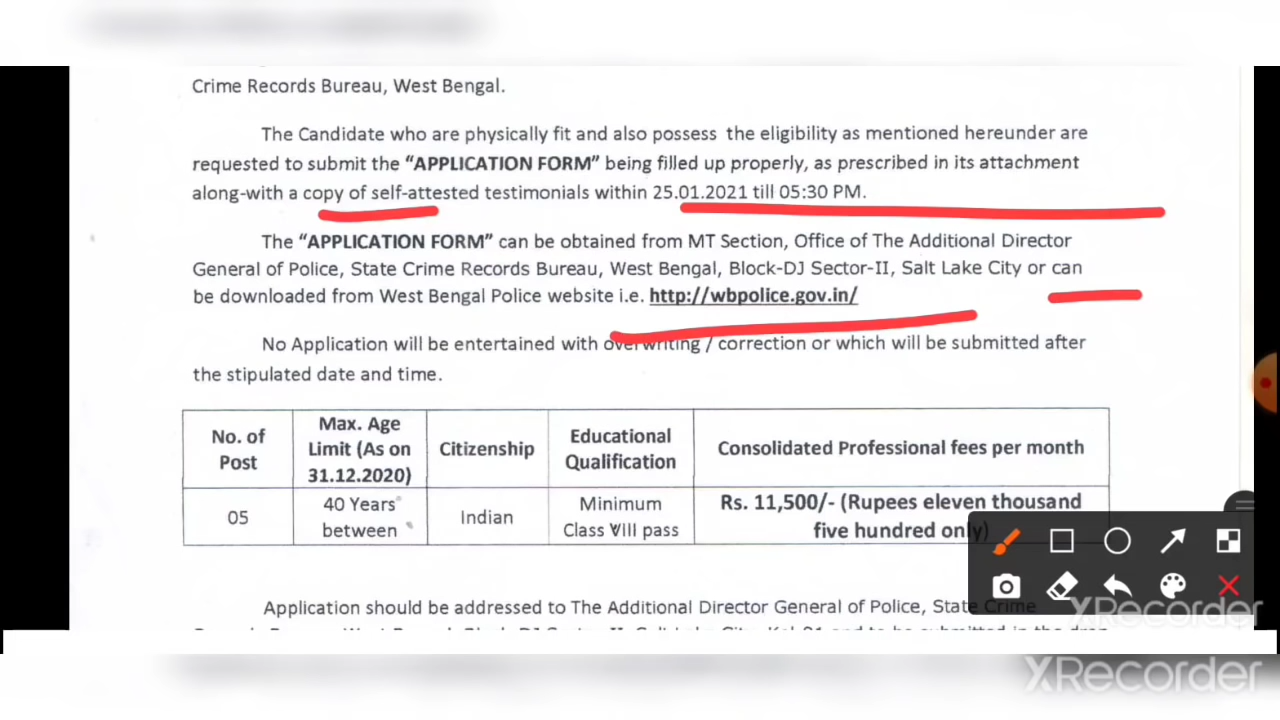 Crime Records Bureau, West Bengal.
The Candidate who are physically fit and also possess the eligibility as mentioned hereunder are
requested to submit the “APPLICATION FORM” being filled up properly, as prescribed in its attachment
along-with a copy of self-attested testimonials within 25.01.2021 till 05:30 PM.
The “APPLICATION FORM” can be obtained from MT Section, Office of The Additional Director
General of Police, State Crime Records Bureau, West Bengal, Block-DJ Sector-II, Salt Lake City or can
be downloaded from West Bengal Police website i.e. http://wbpolice.gov.in/
No Application will be entertained with overwriting / correction or which will be submitted after
the stipulated date and time.
No. of
Post
Max. Age
Limit (As on
31.12.2020)
Citizenship
Educational
Qualification
Consolidated Professional fees per month
05
40 Years
between
Indian
Minimum
Class VIII pass
Rs. 11,500/- (Rupees eleven thousand
five hundred only)
Application should be addressed to The Additional Director General of Police, State Crime
XRecorder
XRecorder